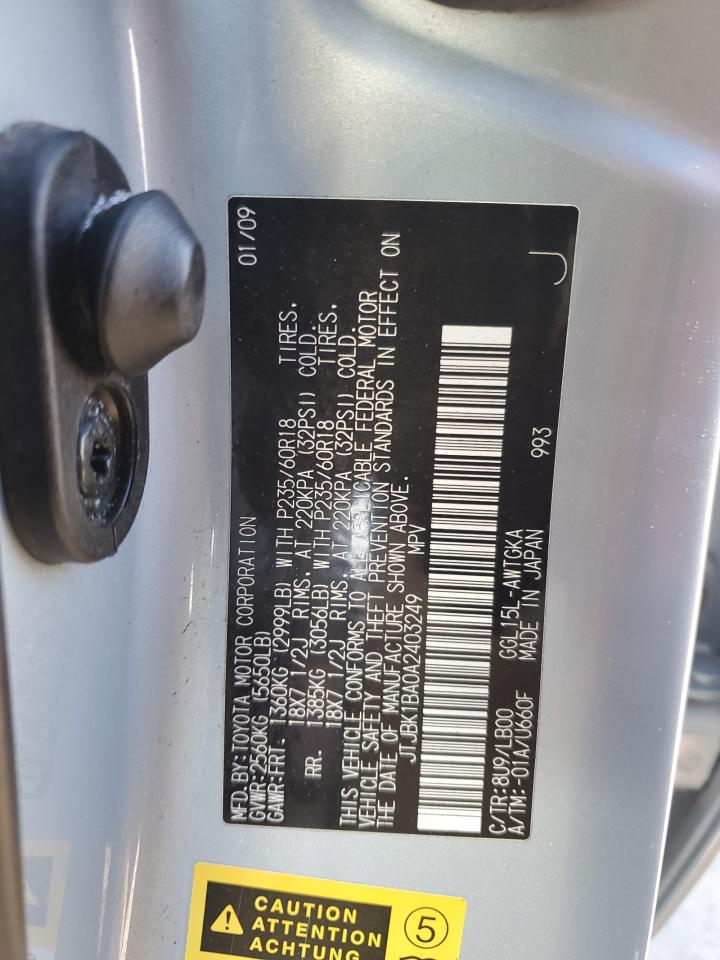 MFD. BY:TOYOTA MOTOR CORPORATION 01/09
GVWR:2560KG (5650LB)
GAWR:FRT. 1360KG (2999LB) WITH P235/60R18 TIRES,
18X7 1/2J RIMS, AT 220KPA (32PSI) COLD.
RR. 1385KG (3056LB) WITH P235/60R18 TIRES,
18X7 1/2J RIMS, AT 220KPA (32PSI) COLD.
THIS VEHICLE CONFORMS TO ALL APPLICABLE FEDERAL MOTOR
VEHICLE SAFETY AND THEFT PREVENTION STANDARDS IN EFFECT ON
THE DATE OF MANUFACTURE SHOWN ABOVE.
JTJBK1BA0A2403249 MPV
C/TR:8U9/LB00 GGL15L-AWTGKA 993
A/TM:-01A/U660F MADE IN JAPAN J
CAUTION
ATTENTION
ACHTUNG
5